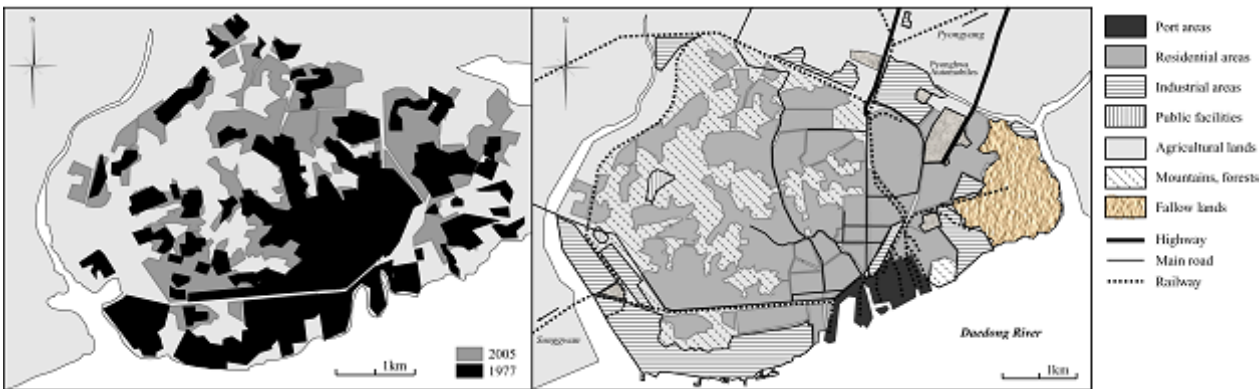 N
2005
1977
1km
N
Pyongyang
Pyonghwa
Automobiles
Songgwan
Daedong River
1km
Port areas
Residential areas
Industrial areas
Public facilities
Agricultural lands
Mountains, forests
Fallow lands
Highway
Main road
Railway